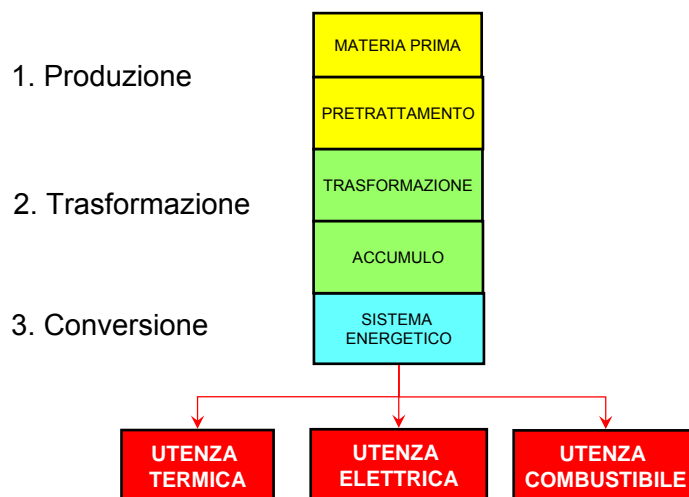 MATERIA PRIMA
1. Produzione
PRETRATTAMENTO
TRASFORMAZIONE
2. Trasformazione
ACCUMULO
3. Conversione
SISTEMA
ENERGETICO
UTENZA
TERMICA
UTENZA
ELETTRICA
UTENZA
COMBUSTIBILE